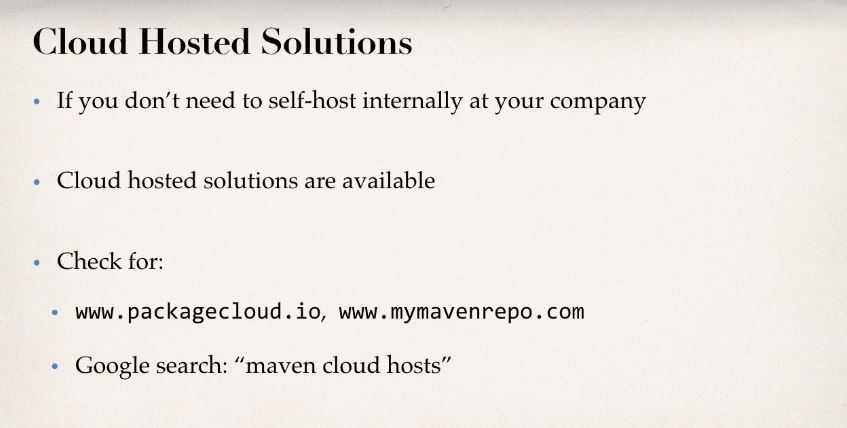 Cloud Hosted Solutions
• If you don’t need to self-host internally at your company
• Cloud hosted solutions are available
• Check for:
• www.packagecloud.io, www.mymavenrepo.com
• Google search: “maven cloud hosts”